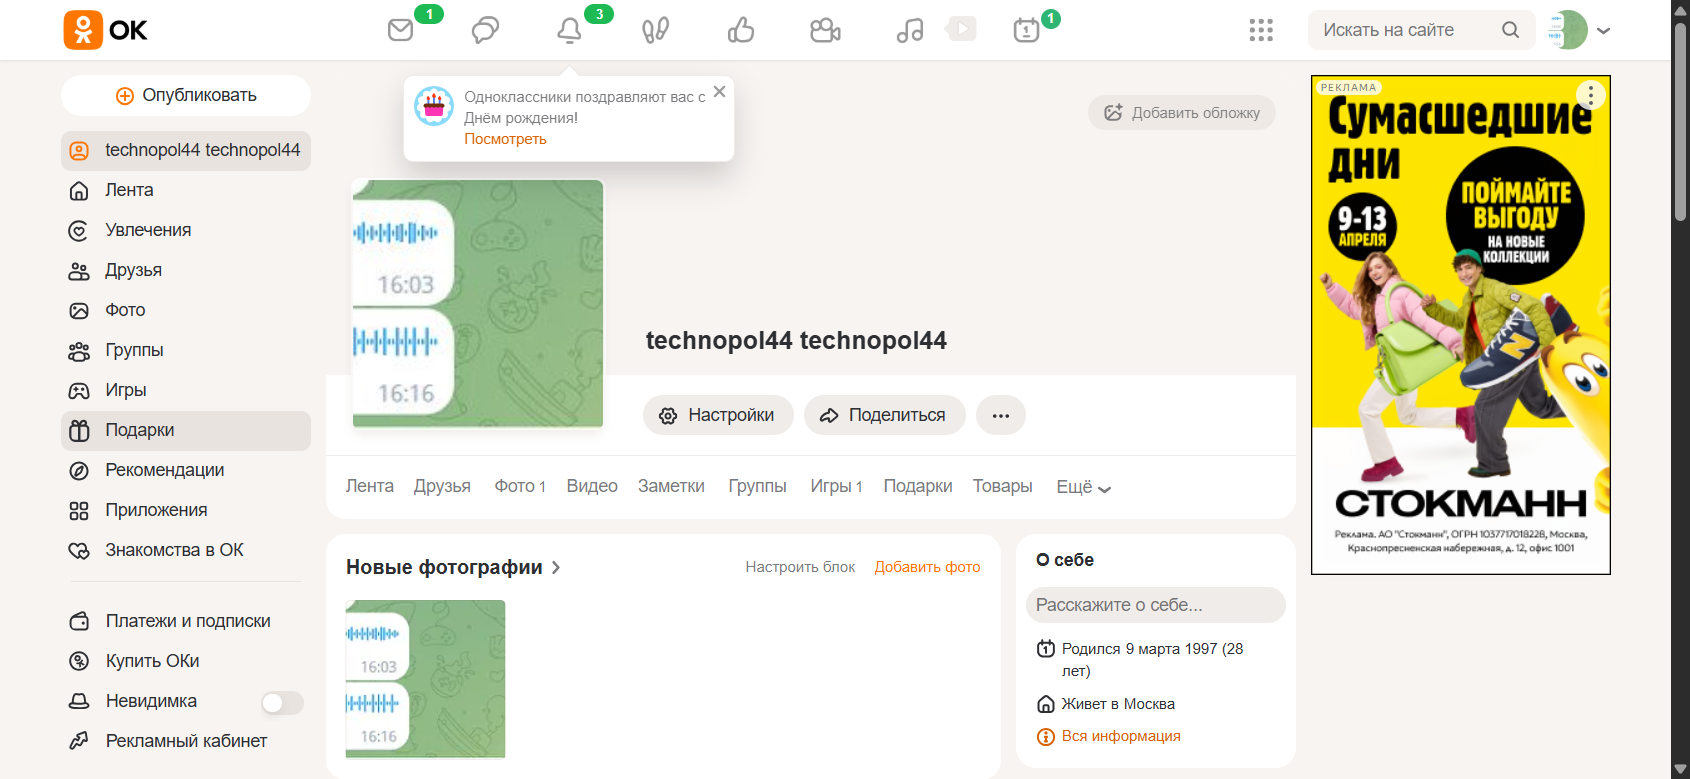 ОК
1
3
1
1
Искать на сайте
Опубликовать
technopol44 technopol44
Лента
Увлечения
Друзья
Фото
Группы
Игры
Подарки
Рекомендации
Приложения
Знакомства в ОК
Платежи и подписки
Купить ОКи
Невидимка
Рекламный кабинет
Одноклассники поздравляют вас с
Днём рождения!
Посмотреть
Добавить обложку
16:03
16:16
technopol44 technopol44
Настройки
Поделиться
Лента Друзья Фото 1 Видео Заметки Группы Игры 1 Подарки Товары Ещё
Новые фотографии
Настроить блок
Добавить фото
16:03
16:16
О себе
Расскажите о себе...
Родился 9 марта 1997 (28
лет)
Живет в Москва
Вся информация
РЕКЛАМА
Сумасшедшие
дни
9-13
АПРЕЛЯ
ПОЙМАЙТЕ
ВЫГОДУ
НА НОВЫЕ
КОЛЛЕКЦИИ
N
СТОКМАНН
Реклама. АО "Стокманн", ОГРН 1037717018228, Москва,
Краснопресненская набережная, д. 12, офис 1001